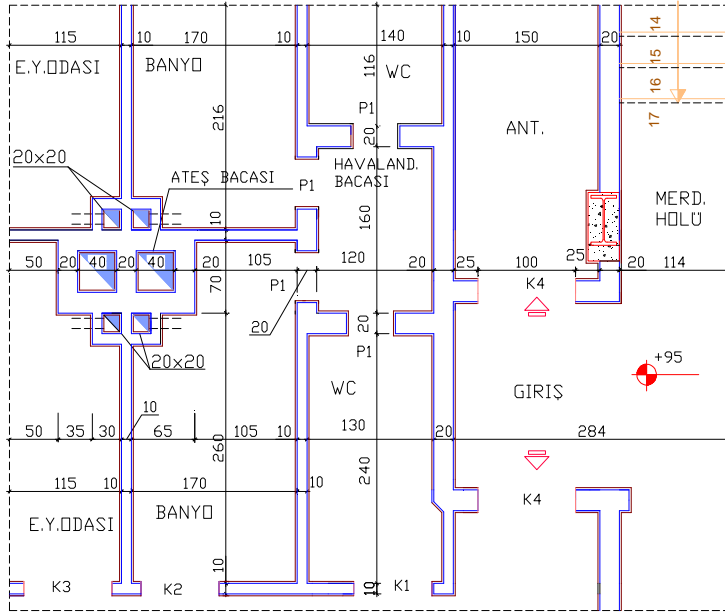 115
10
170
140
10
150
20
14
E.Y.ODASI
BANYO
WC
116
15
16
17
P1
216
20
ANT.
20x20
ATEŞ BACASI
P1
HAVALAND.
BACASI
MERD.
HOLÜ
10
160
50
20
40
20
40
20
105
120
20
25
100
25
20
114
P1
70
K4
20
20
20x20
P1
+95
WC
GIRIŞ
10
50
35
30
65
105
10
130
20
284
260
240
115
10
170
10
K4
E.Y.ODASI
BANYO
10
10
K3
K2
K1